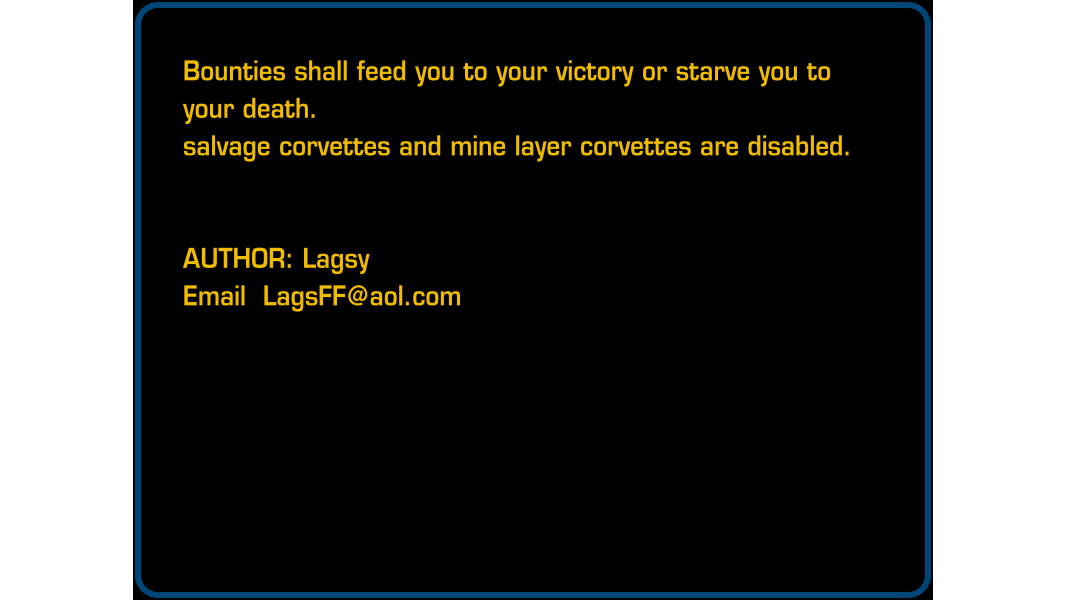 Bounties shall feed you to your victory or starve you to
your death.
salvage corvettes and mine layer corvettes are disabled.
AUTHOR: Lagsy
Email  LagsFF@aol.com